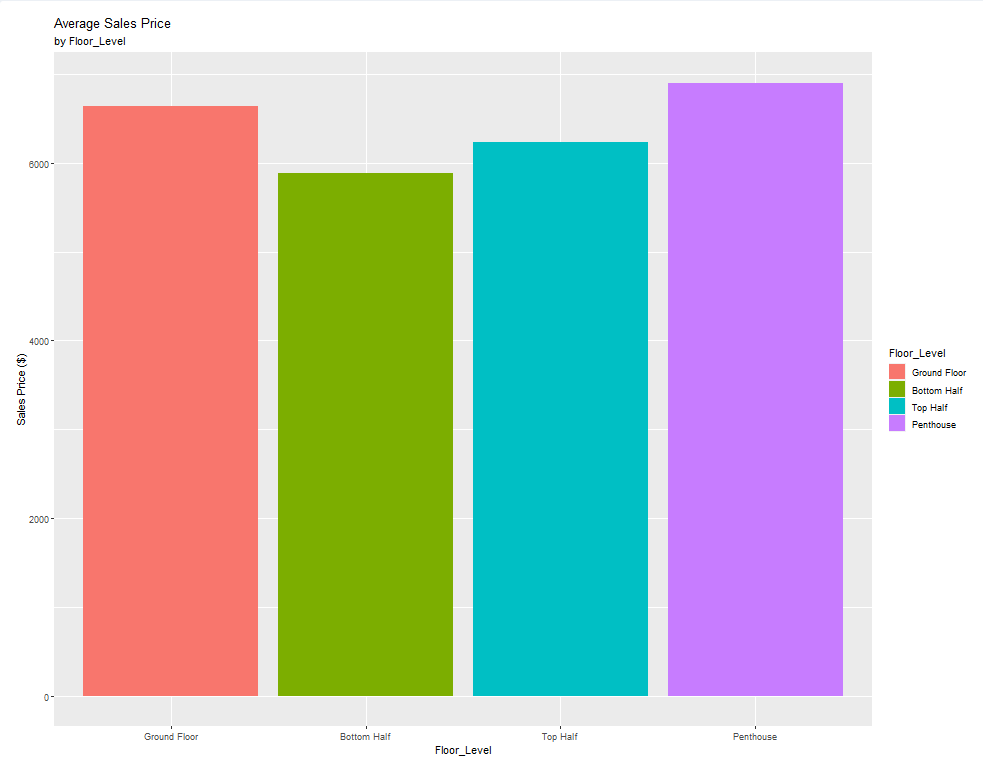 Average Sales Price
by Floor_Level
6000
4000
2000
0
Sales Price ($)
Ground Floor
Bottom Half
Top Half
Penthouse
Floor_Level
Floor_Level
Ground Floor
Bottom Half
Top Half
Penthouse